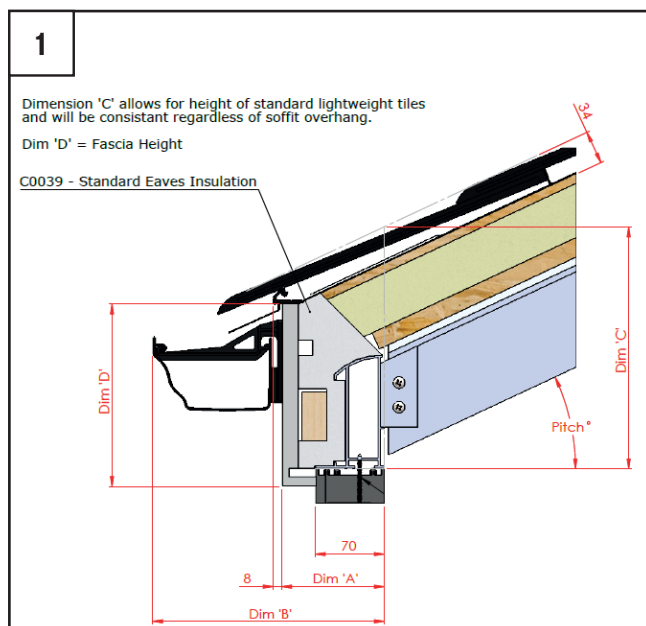 1
Dimension 'C' allows for height of standard lightweight tiles
and will be consistant regardless of soffit overhang.
Dim 'D' = Fascia Height
C0039 - Standard Eaves Insulation
34
Dim 'C'
Dim 'D'
Pitch°
70
8
Dim 'A'
Dim 'B'